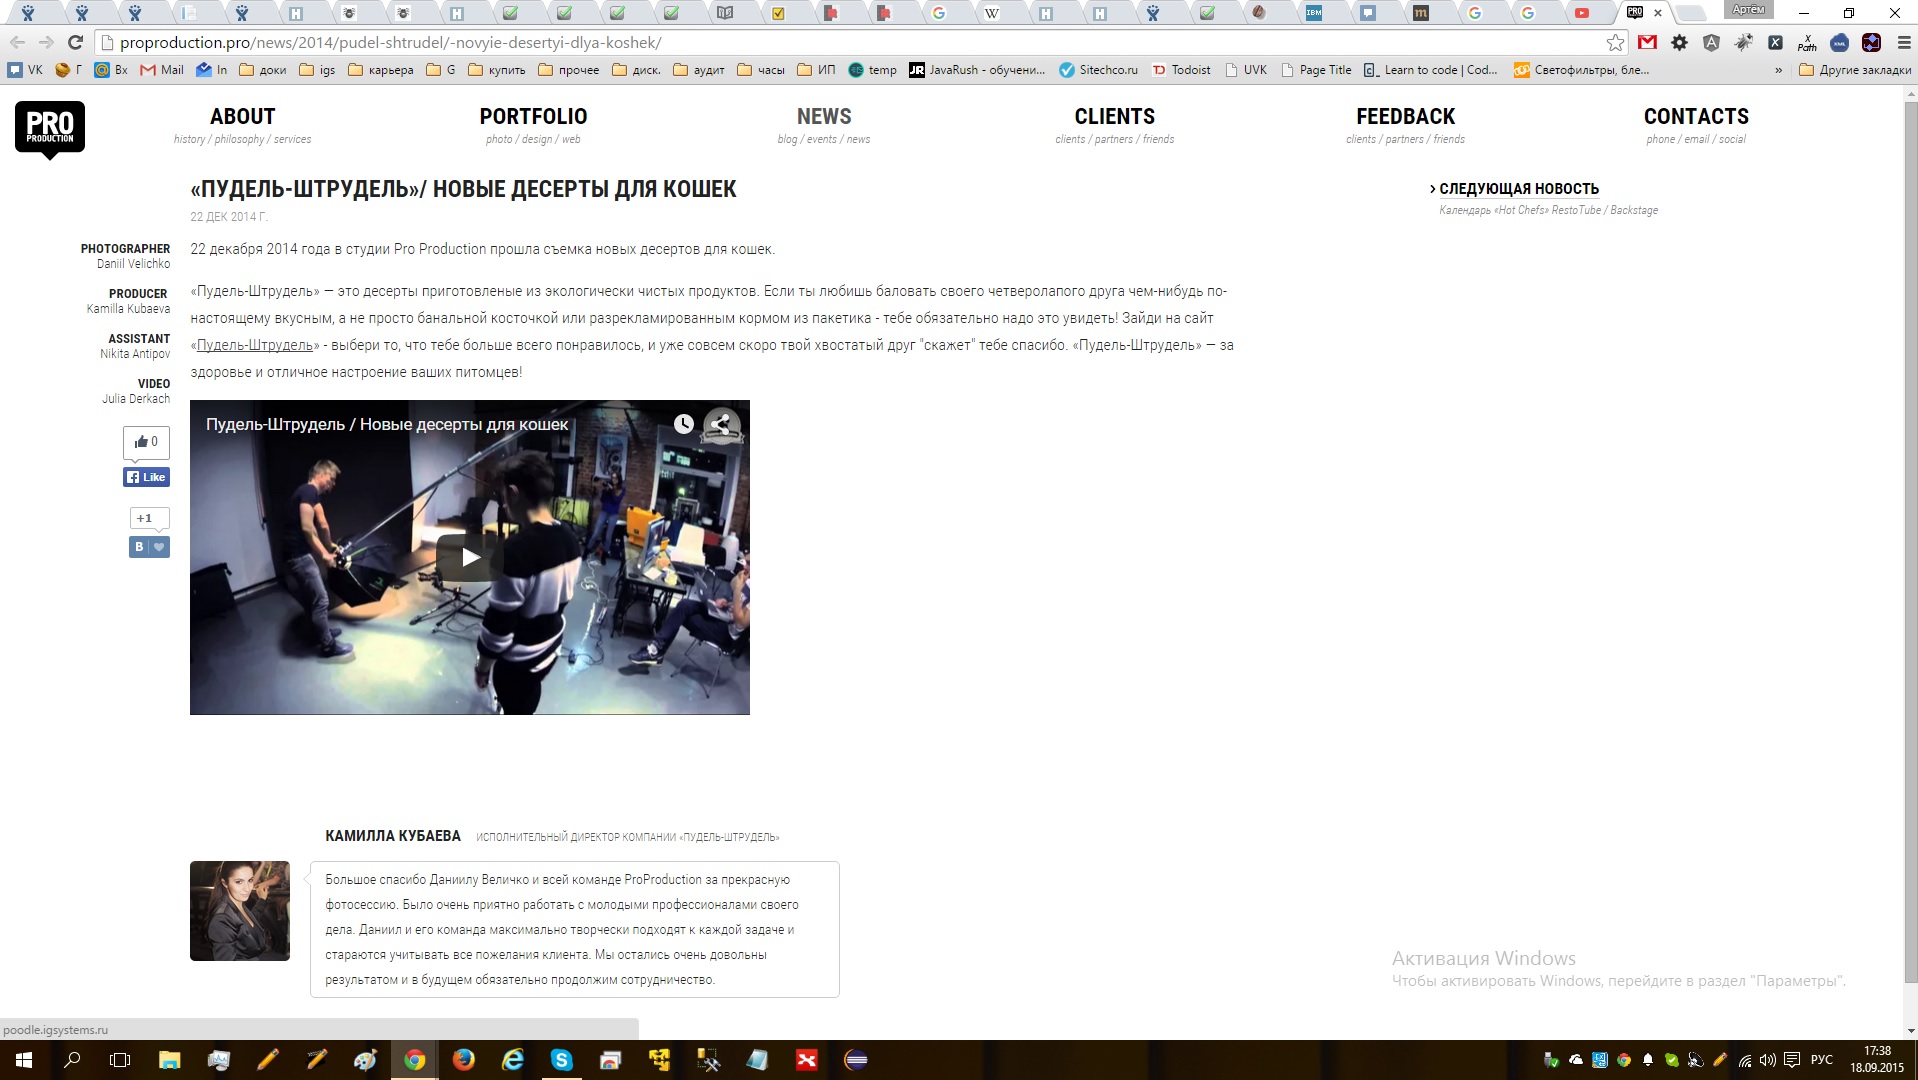 Артём
proproduction.pro/news/2014/pudel-shtrudel/-novyie-desertyi-dlya-koshek/
VK Г Вх Mail In доки igs карьера G купить прочее диск. аудит часы ИП temp JavaRush - обучени... Sitechco.ru Todoist UVK Page Title Learn to code | Cod... Светофильтры, бле... » Другие закладки
PRO
PRODUCTION
ABOUT PORTFOLIO NEWS CLIENTS FEEDBACK CONTACTS
history / philosophy / services photo / design / web blog / events / news clients / partners / friends clients / partners / friends phone / email / social
«ПУДЕЛЬ-ШТРУДЕЛЬ»/ НОВЫЕ ДЕСЕРТЫ ДЛЯ КОШЕК
22 ДЕК 2014 Г.
› СЛЕДУЮЩАЯ НОВОСТЬ
Календарь «Hot Chefs» RestoTube / Backstage
PHOTOGRAPHER
Daniil Velichko
PRODUCER
Kamilla Kubaeva
ASSISTANT
Nikita Antipov
VIDEO
Julia Derkach
0
Like
+1
B
22 декабря 2014 года в студии Pro Production прошла съемка новых десертов для кошек.
«Пудель-Штрудель» — это десерты приготовленые из экологически чистых продуктов. Если ты любишь баловать своего четверолапого друга чем-нибудь по-
настоящему вкусным, а не просто банальной косточкой или разрекламированным кормом из пакетика - тебе обязательно надо это увидеть! Зайди на сайт
«Пудель-Штрудель» - выбери то, что тебе больше всего понравилось, и уже совсем скоро твой хвостатый друг "скажет" тебе спасибо. «Пудель-Штрудель» — за
здоровье и отличное настроение ваших питомцев!
Пудель-Штрудель / Новые десерты для кошек
КАМИЛЛА КУБАЕВА ИСПОЛНИТЕЛЬНЫЙ ДИРЕКТОР КОМПАНИИ «ПУДЕЛЬ-ШТРУДЕЛЬ»
Большое спасибо Даниилу Величко и всей команде ProProduction за прекрасную
фотосессию. Было очень приятно работать с молодыми профессионалами своего
дела. Даниил и его команда максимально творчески подходят к каждой задаче и
стараются учитывать все пожелания клиента. Мы остались очень довольны
результатом и в будущем обязательно продолжим сотрудничество.
Активация Windows
Чтобы активировать Windows, перейдите в раздел "Параметры".
poodle.igsystems.ru
РУС
17:38
18.09.2015